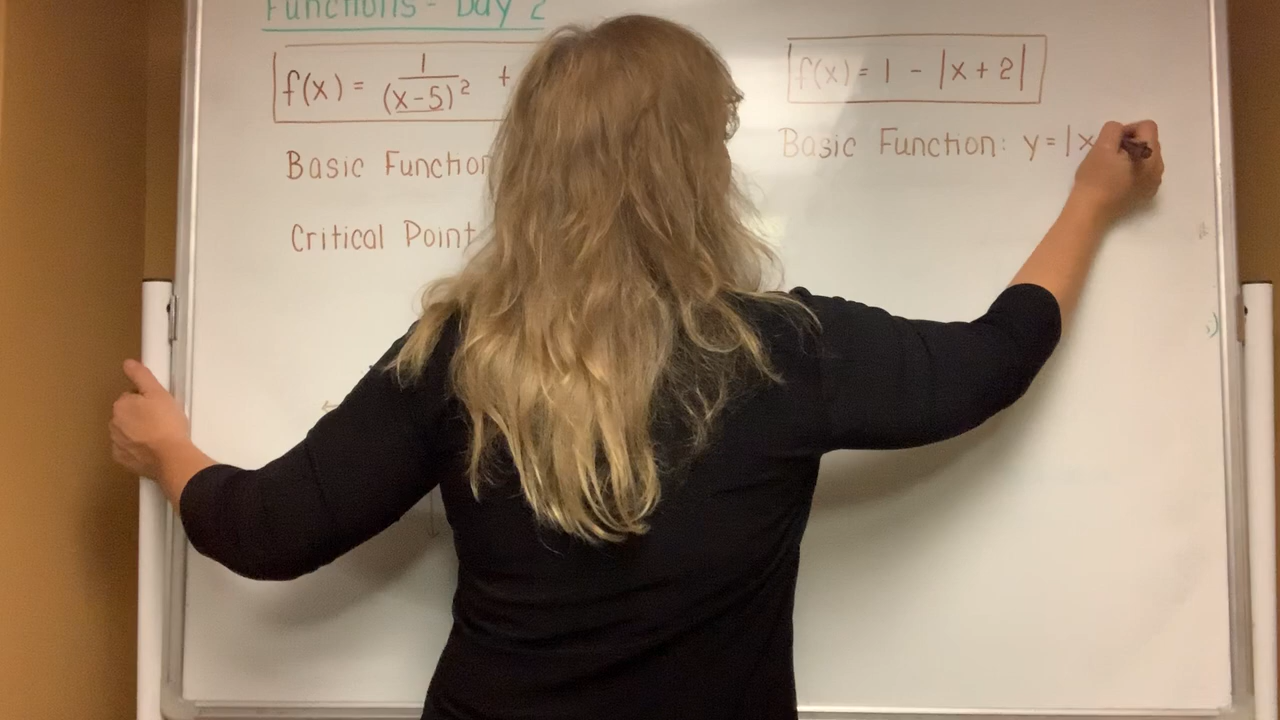 Functions - Day 2
f(x) = 1/(x-5)² +
Basic Function
Critical Point
f(x) = 1 - |x + 2|
Basic Function: y = |x